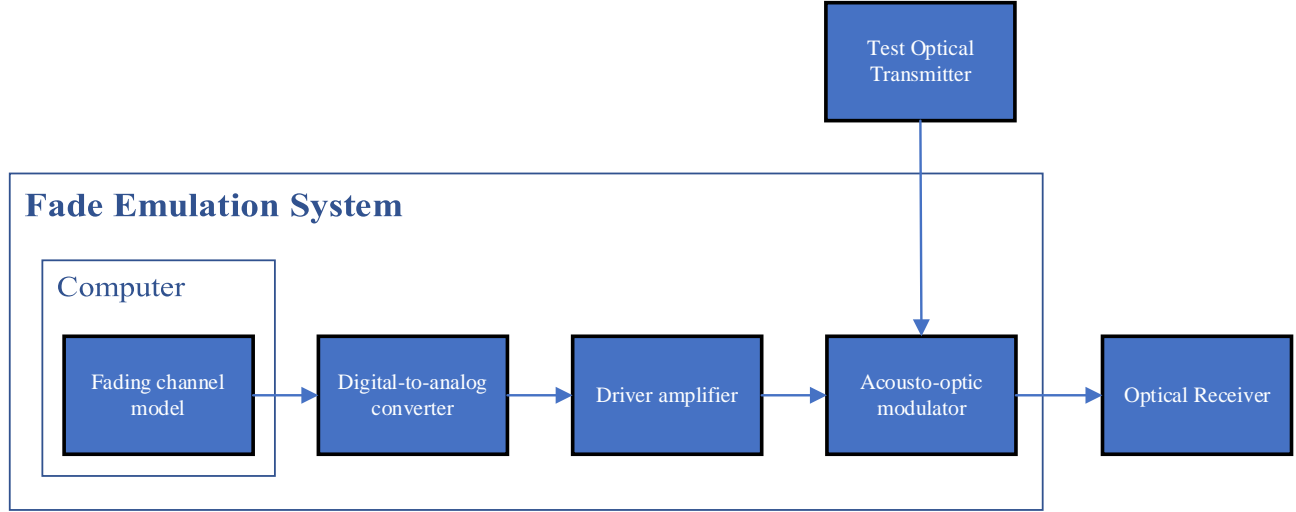 Test Optical
Transmitter
Fade Emulation System
Computer
Fading channel
model
Digital-to-analog
converter
Driver amplifier
Acousto-optic
modulator
Optical Receiver